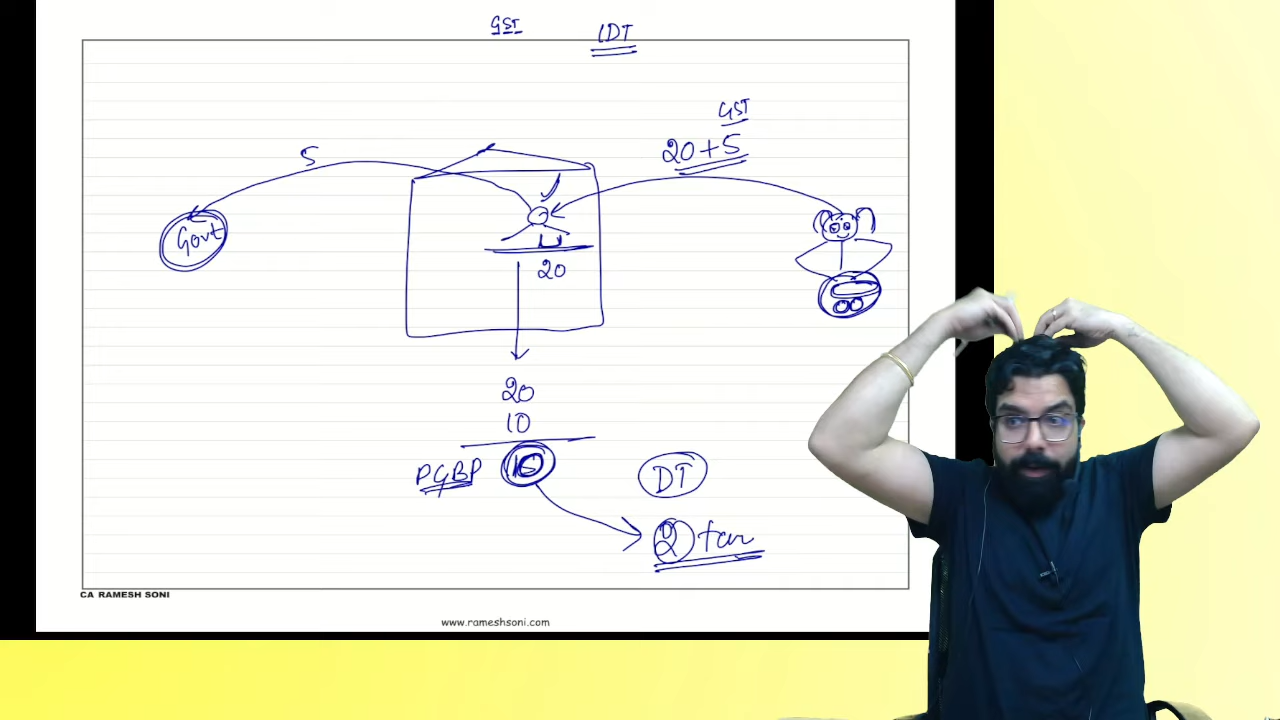 GST IDT
GST
20 + 5
5
Govt
20
20
10
PGBP 10
DT
2 tax
CA RAMESH SONI
www.rameshsoni.com